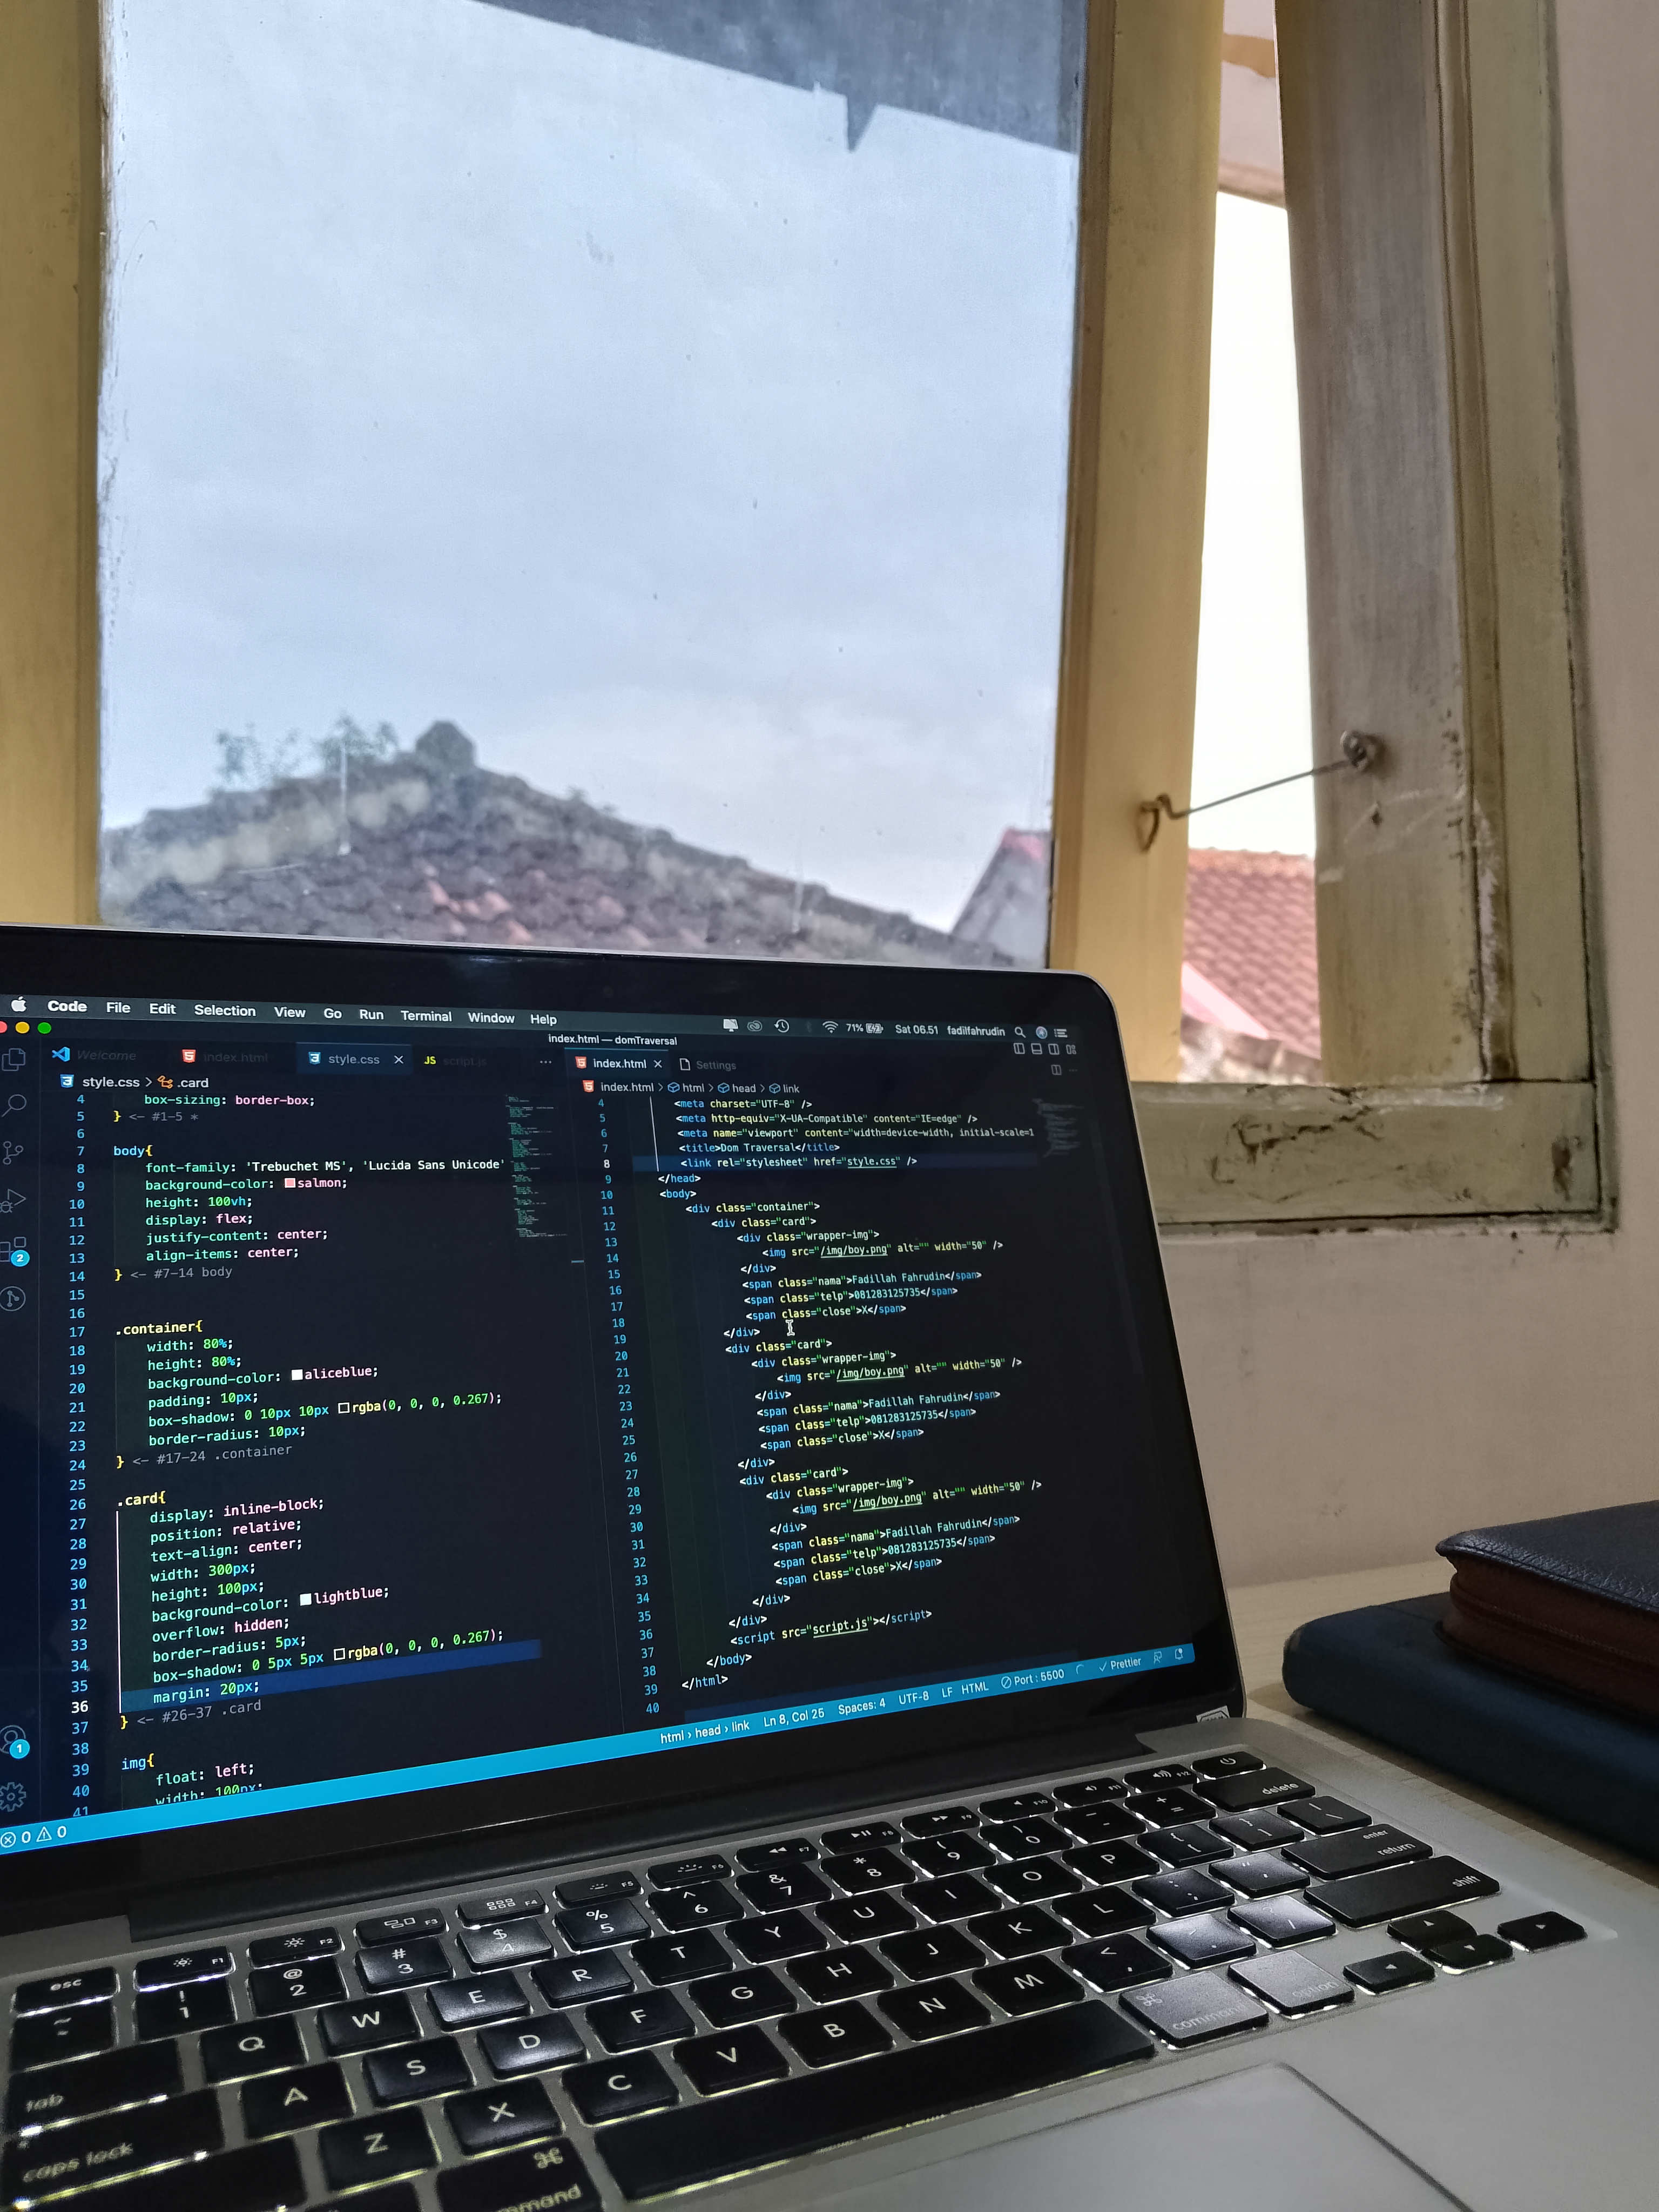 Code File Edit Selection View Go Run Terminal Window Help 71% Sat 06.51 fadilfahrudin
index.html — domTraversal
Welcome index.html style.css × JS script.js ...
style.css > .card
4 box-sizing: border-box;
5 } <- #1-5 *
6
7 body{
8 font-family: 'Trebuchet MS', 'Lucida Sans Unicode'
9 background-color: salmon;
10 height: 100vh;
11 display: flex;
12 justify-content: center;
13 align-items: center;
14 } <- #7-14 body
15
16
17 .container{
18 width: 80%;
19 height: 80%;
20 background-color: aliceblue;
21 padding: 10px;
22 box-shadow: 0 10px 10px rgba(0, 0, 0, 0.267);
23 border-radius: 10px;
24 } <- #17-24 .container
25
26 .card{
27 display: inline-block;
28 position: relative;
29 text-align: center;
30 width: 300px;
31 height: 100px;
32 background-color: lightblue;
33 overflow: hidden;
34 border-radius: 5px;
35 box-shadow: 0 5px 5px rgba(0, 0, 0, 0.267);
36 margin: 20px;
37 } <- #26-37 .card
38
39 img{
40 float: left;
41 width: 100px;
2
1
0 0
index.html × Settings
index.html > html > head > link
4 <meta charset="UTF-8" />
5 <meta http-equiv="X-UA-Compatible" content="IE=edge" />
6 <meta name="viewport" content="width=device-width, initial-scale=1
7 <title>Dom Traversal</title>
8 <link rel="stylesheet" href="style.css" />
9 </head>
10 <body>
11 <div class="container">
12 <div class="card">
13 <div class="wrapper-img">
14 <img src="/img/boy.png" alt="" width="50" />
15 </div>
16 <span class="nama">Fadillah Fahrudin</span>
17 <span class="telp">081283125735</span>
18 <span class="close">X</span>
19 </div>
20 <div class="card">
21 <div class="wrapper-img">
22 <img src="/img/boy.png" alt="" width="50" />
23 </div>
24 <span class="nama">Fadillah Fahrudin</span>
25 <span class="telp">081283125735</span>
26 <span class="close">X</span>
27 </div>
28 <div class="card">
29 <div class="wrapper-img">
30 <img src="/img/boy.png" alt="" width="50" />
31 </div>
32 <span class="nama">Fadillah Fahrudin</span>
33 <span class="telp">081283125735</span>
34 <span class="close">X</span>
35 </div>
36 </div>
37 <script src="script.js"></script>
38 </body>
39 </html>
40
html > head > link Ln 8, Col 25 Spaces: 4 UTF-8 LF HTML Port : 5500 ✓ Prettier
esc F1 F2 F3 F4 F5 F6 F7 F8 F9 F10 F11 F12
~ ! 1 @ 2 # 3 $ 4 % 5 ^ 6 & 7 * 8 ( 9 ) 0 - + = delete
tab Q W E R T Y U I O P { [ } ] | \
caps lock A S D F G H J K L : ; " ' enter return
Z X C V B N M < , . / shift
⌘ command ⌘ command option